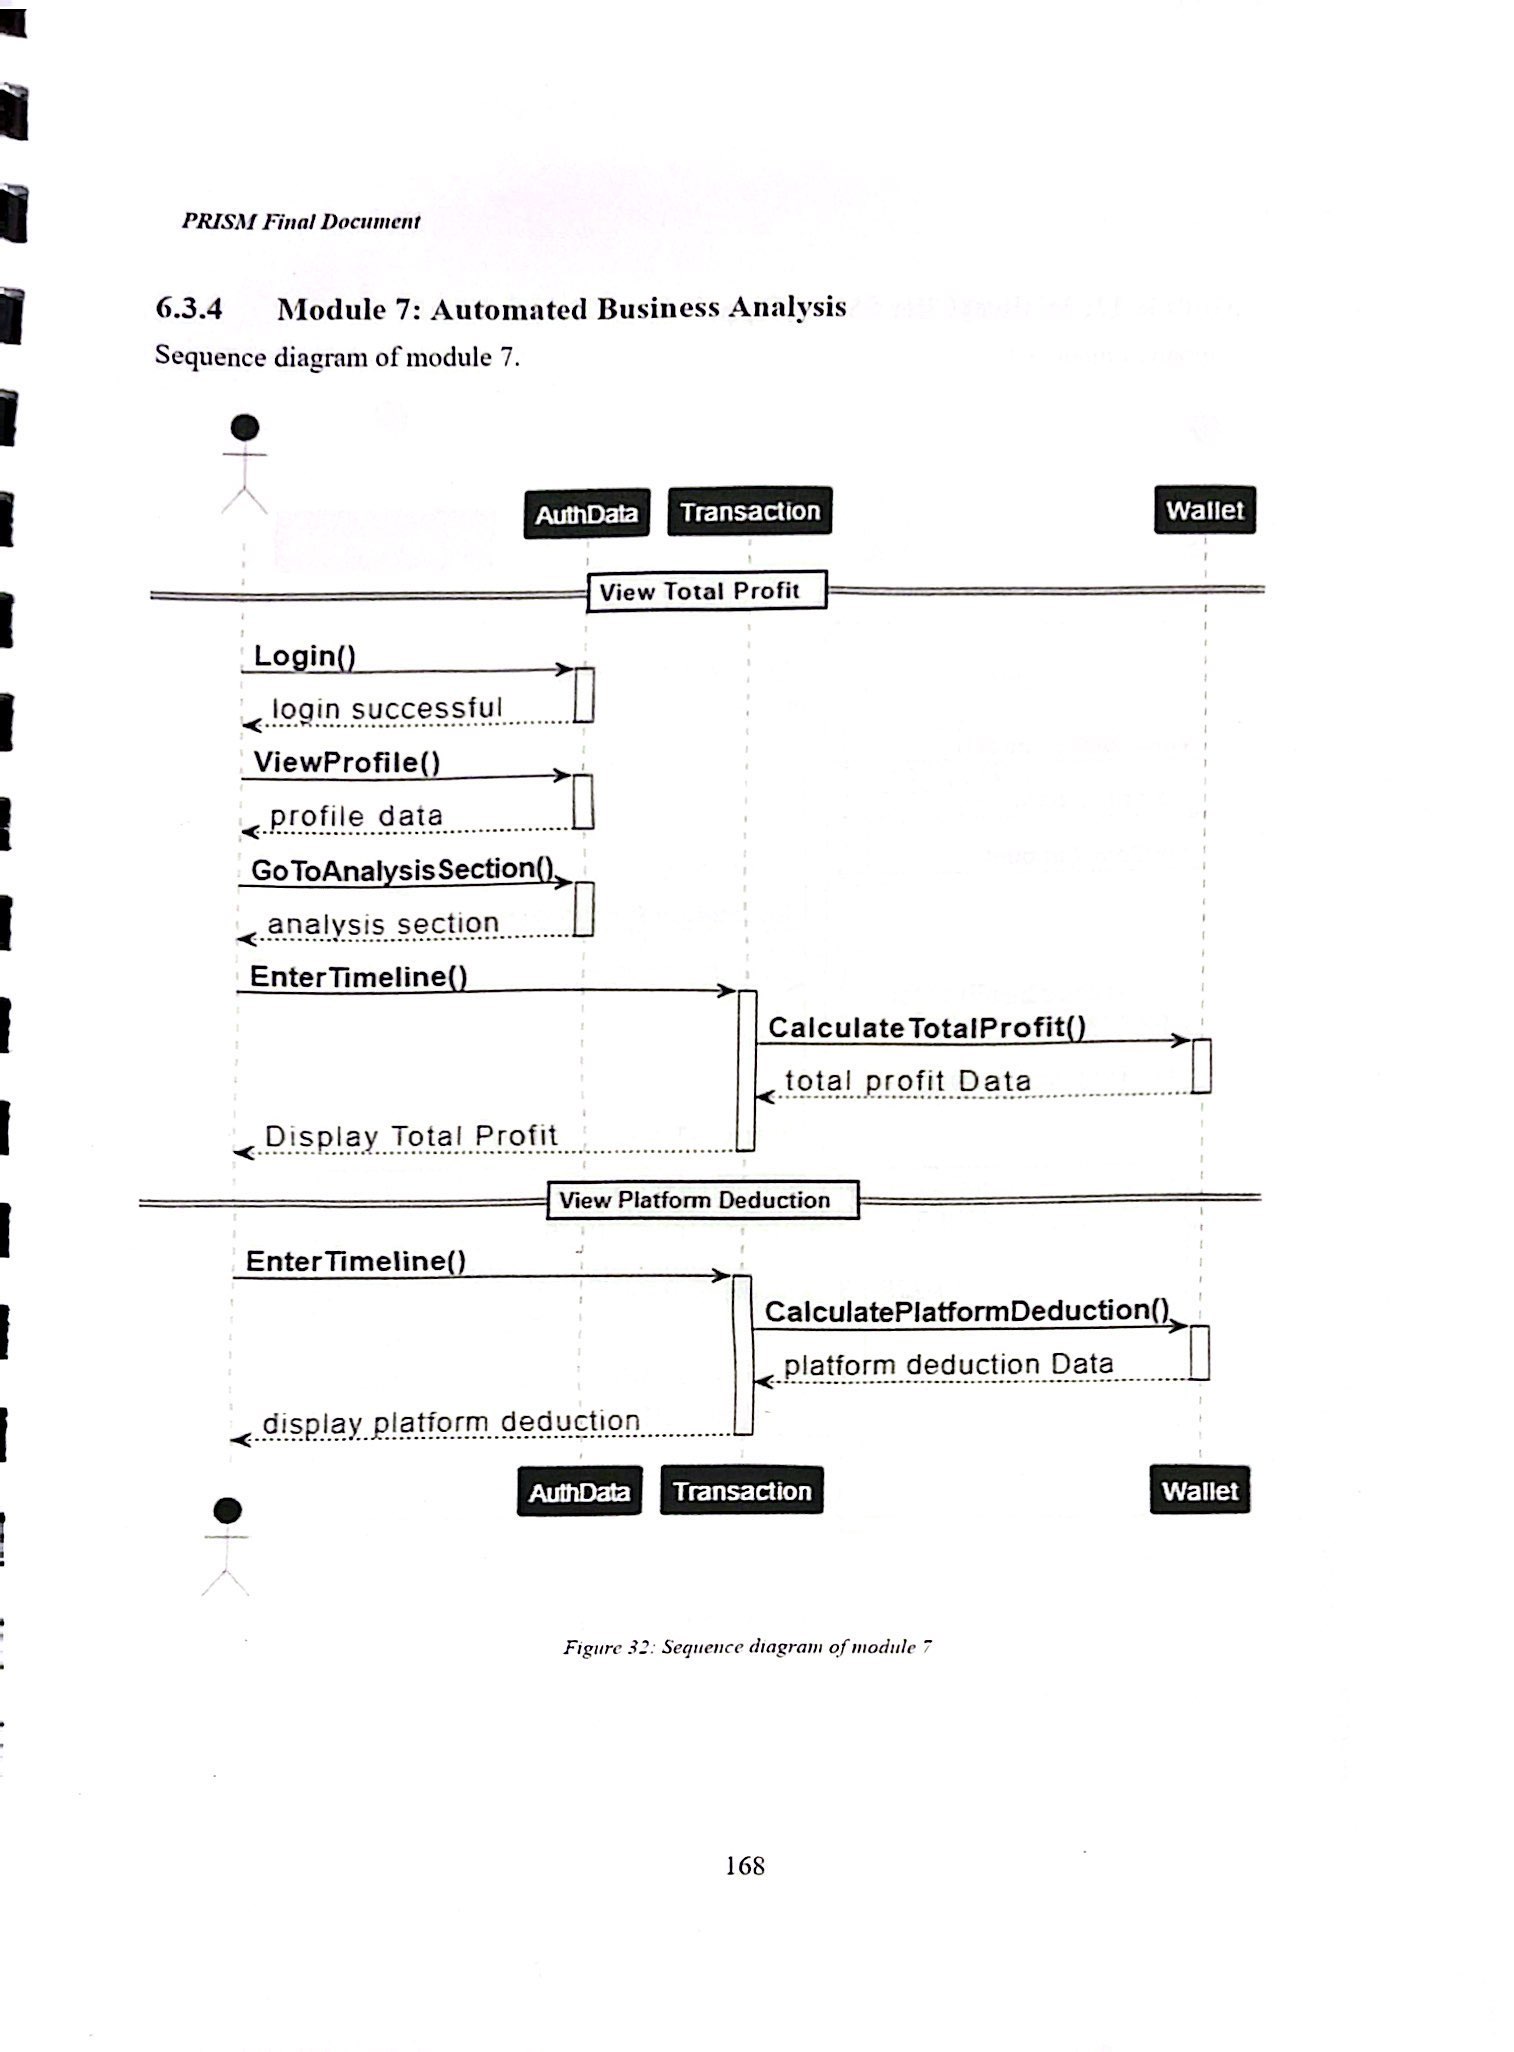 PRISM Final Document
6.3.4 Module 7: Automated Business Analysis
Sequence diagram of module 7.
AuthData Transaction Wallet
View Total Profit
Login()
login successful
ViewProfile()
profile data
GoToAnalysisSection()
analysis section
EnterTimeline()
CalculateTotalProfit()
total profit Data
Display Total Profit
View Platform Deduction
EnterTimeline()
CalculatePlatformDeduction()
platform deduction Data
display platform deduction
AuthData Transaction Wallet
Figure 32: Sequence diagram of module 7
168